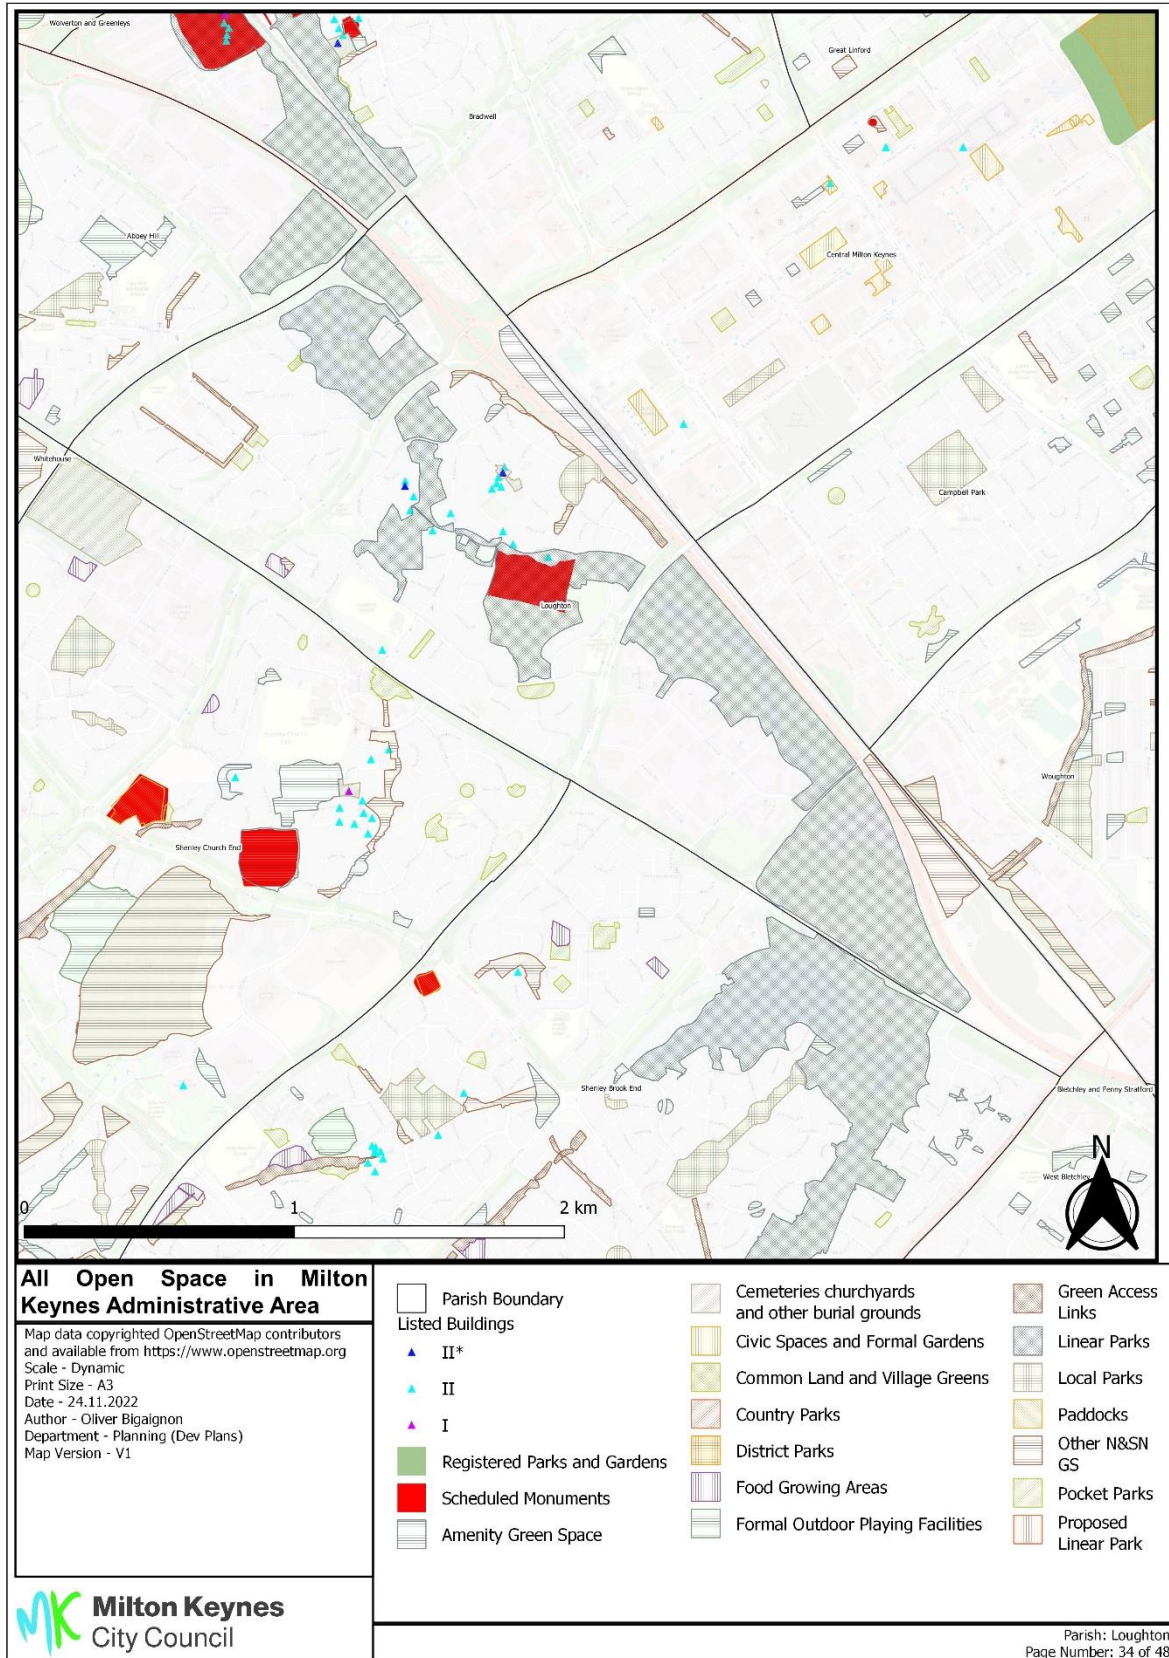 Wolverton and Greenleys
Great Linford
Bradwell
Abbey Hill
Central Milton Keynes
Whitehouse
Campbell Park
Loughton
Woughton
Shenley Church End
Shenley Brook End
Bletchley and Fenny Stratford
West Bletchley
N
0 1 2 km
All Open Space in Milton
Keynes Administrative Area
Map data copyrighted OpenStreetMap contributors
and available from https://www.openstreetmap.org
Scale - Dynamic
Print Size - A3
Date - 24.11.2022
Author - Oliver Bigaignon
Department - Planning (Dev Plans)
Map Version - V1
MK Milton Keynes
City Council
Parish Boundary
Listed Buildings
II*
II
I
Registered Parks and Gardens
Scheduled Monuments
Amenity Green Space
Cemeteries churchyards
and other burial grounds
Civic Spaces and Formal Gardens
Common Land and Village Greens
Country Parks
District Parks
Food Growing Areas
Formal Outdoor Playing Facilities
Green Access
Links
Linear Parks
Local Parks
Paddocks
Other N&SN
GS
Pocket Parks
Proposed
Linear Park
Parish: Loughton
Page Number: 34 of 48